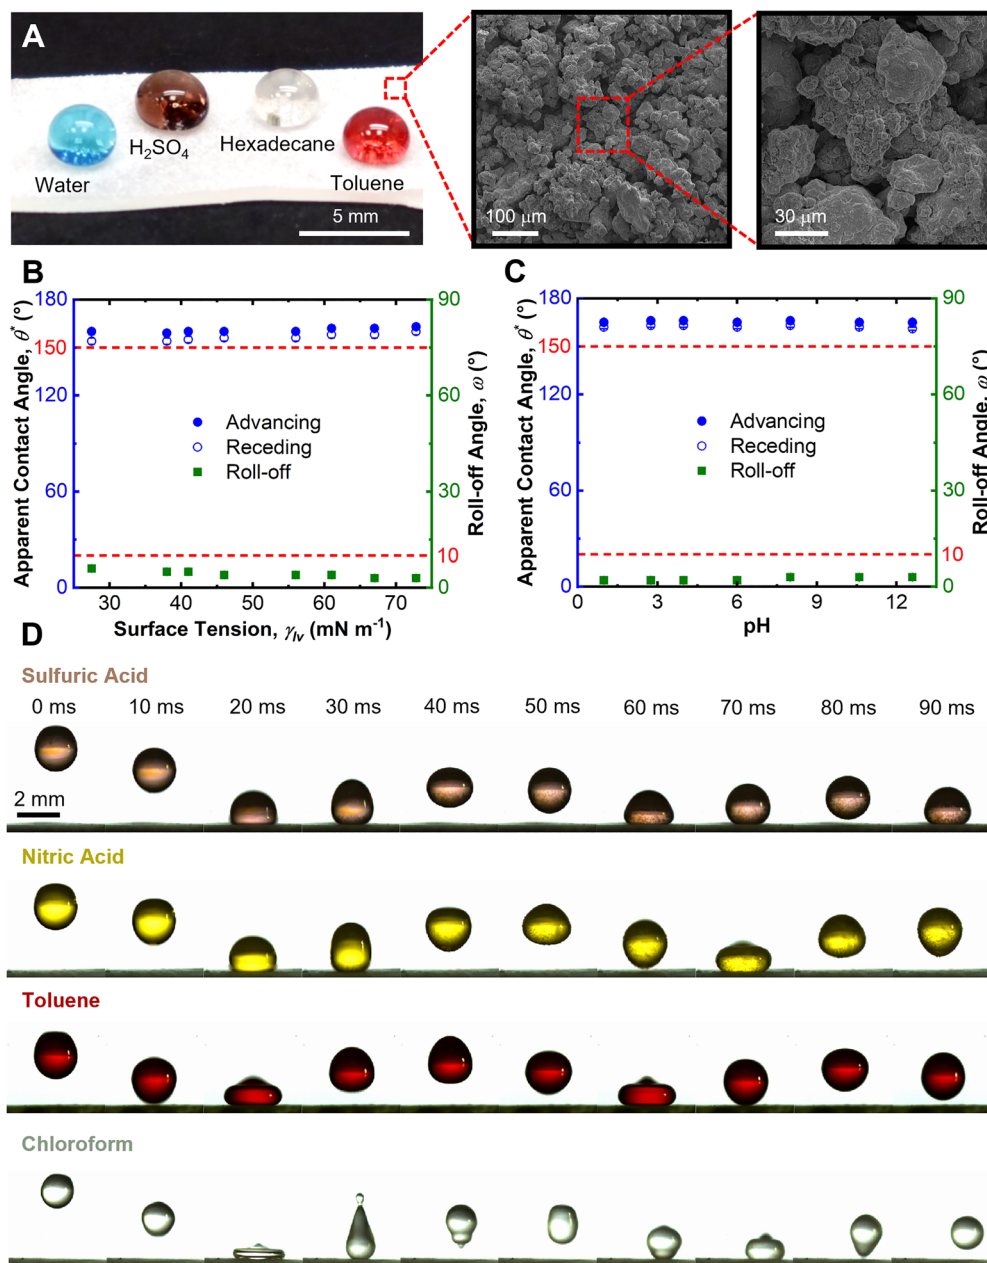 A
Water
H₂SO₄
Hexadecane
Toluene
5 mm
100 μm
30 μm
B
Apparent Contact Angle, θ* (°)
180
150
120
60
0
Advancing
Receding
Roll-off
90
60
30
10
0
Roll-off Angle, ω (°)
30 40 50 60 70
Surface Tension, γlv (mN m⁻¹)
C
Apparent Contact Angle, θ* (°)
180
150
120
60
0
Advancing
Receding
Roll-off
90
60
30
10
0
Roll-off Angle, ω (°)
0 3 6 9 12
pH
D
Sulfuric Acid
0 ms 10 ms 20 ms 30 ms 40 ms 50 ms 60 ms 70 ms 80 ms 90 ms
2 mm
Nitric Acid
Toluene
Chloroform